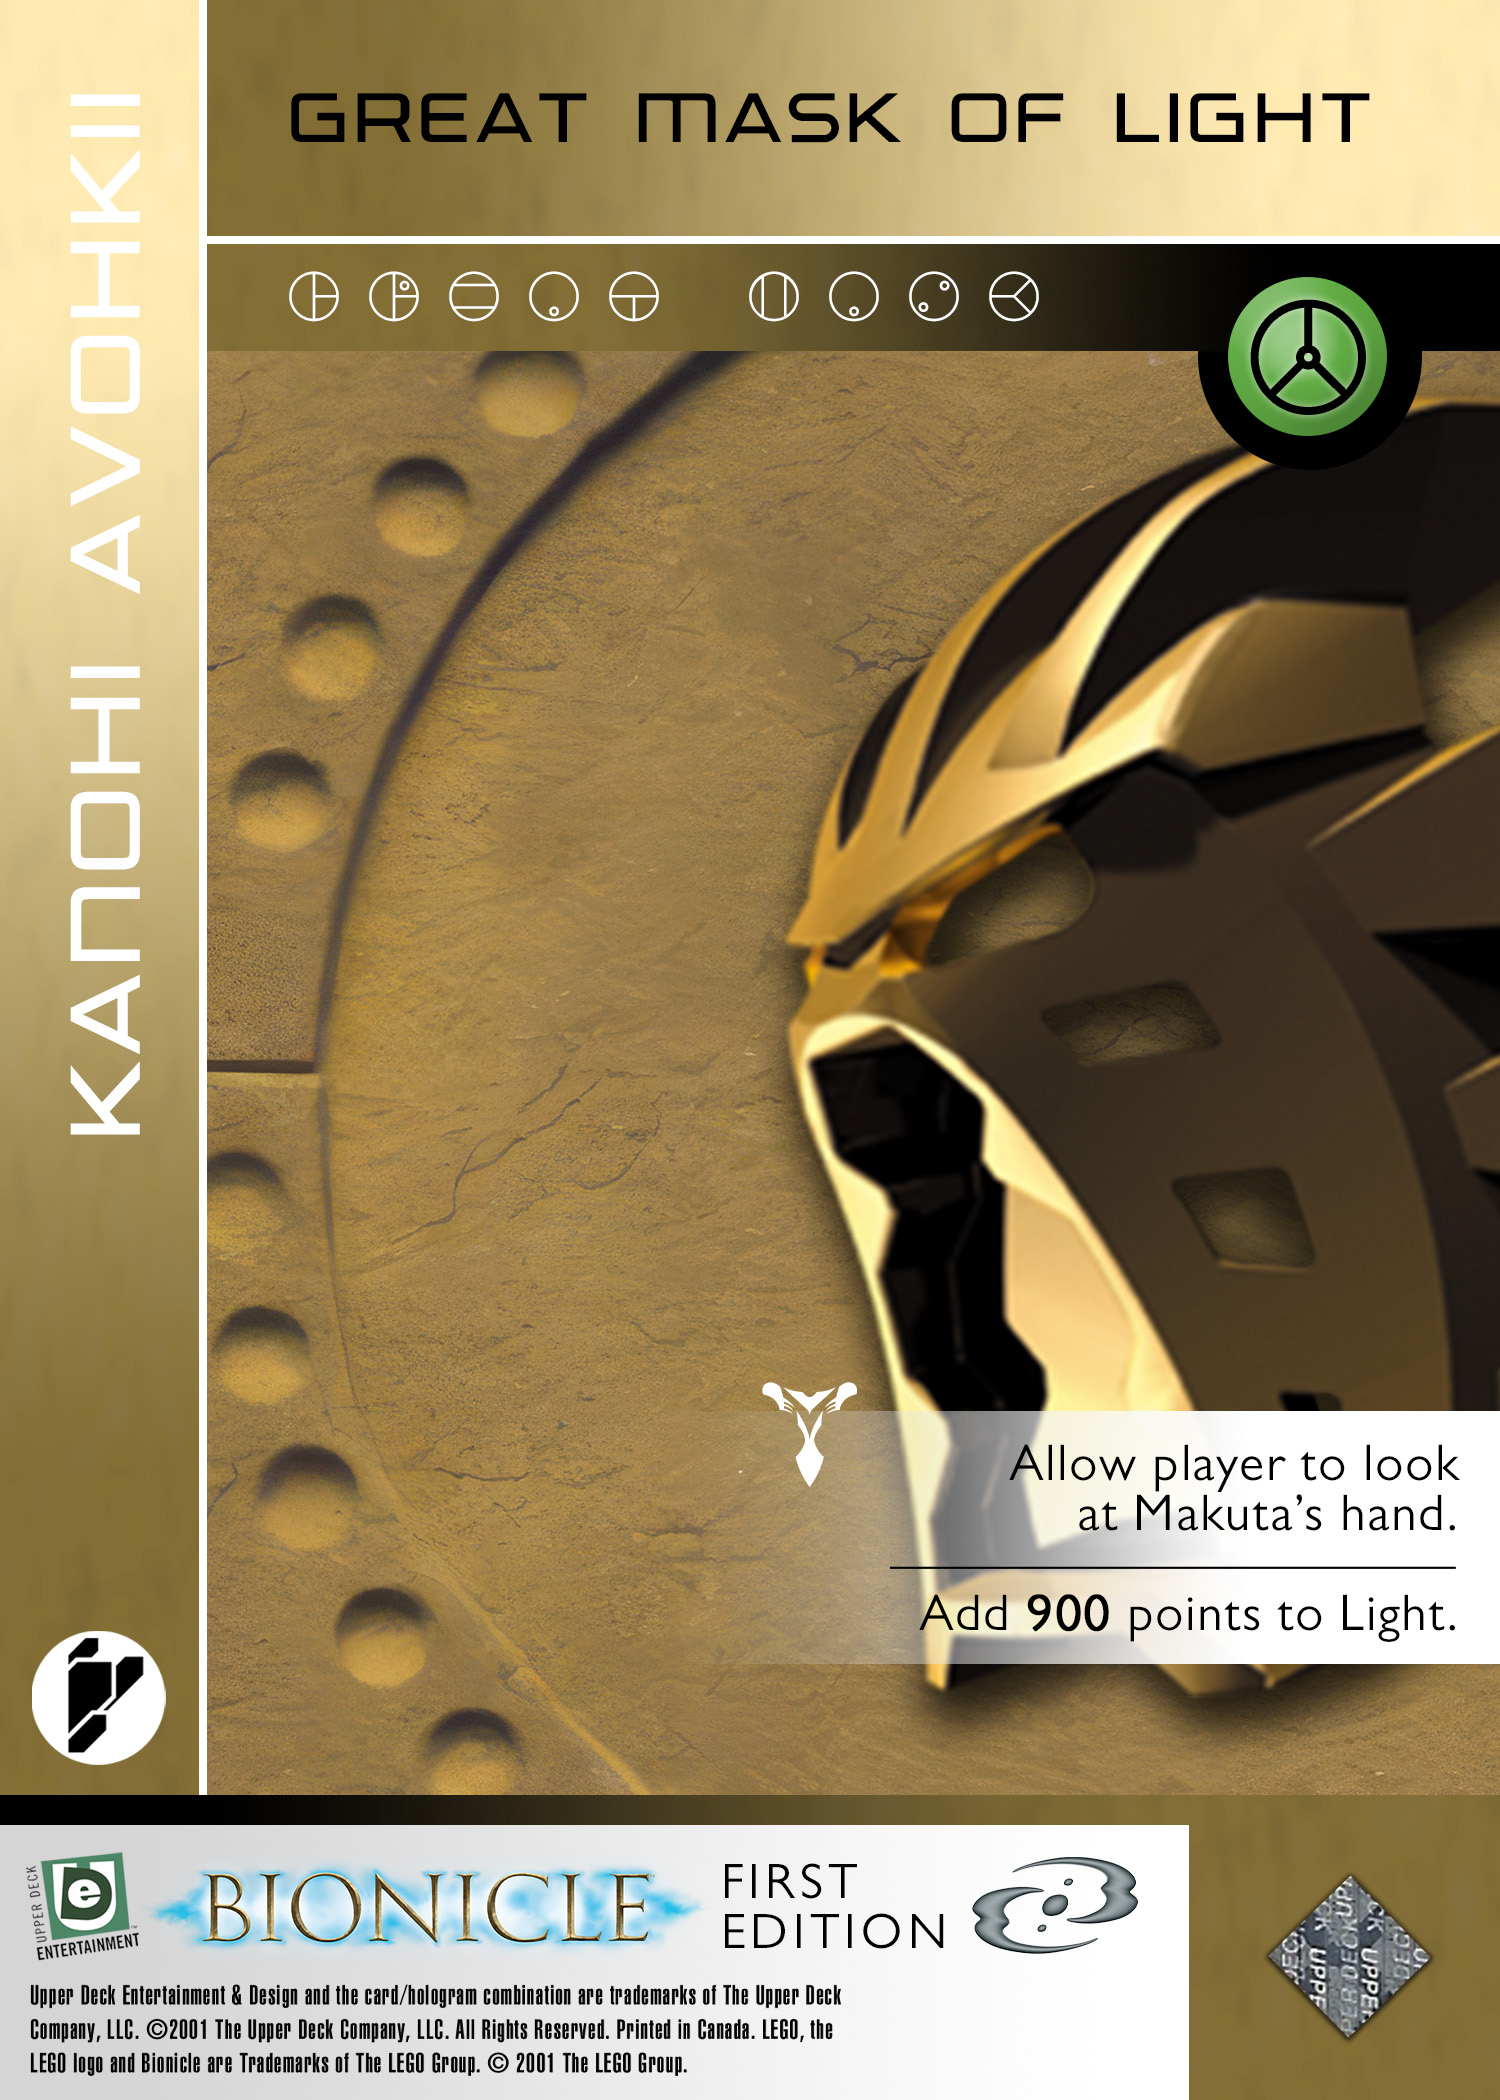 GREAT MASK OF LIGHT
KANOHI AVOHKII
Allow player to look
at Makuta's hand.
Add 900 points to Light.
UPPER DECK
e
ENTERTAINMENT
BIONICLE
FIRST
EDITION
Upper Deck Entertainment & Design and the card/hologram combination are trademarks of The Upper Deck
Company, LLC. ©2001 The Upper Deck Company, LLC. All Rights Reserved. Printed in Canada. LEGO, the
LEGO logo and Bionicle are Trademarks of The LEGO Group. © 2001 The LEGO Group.